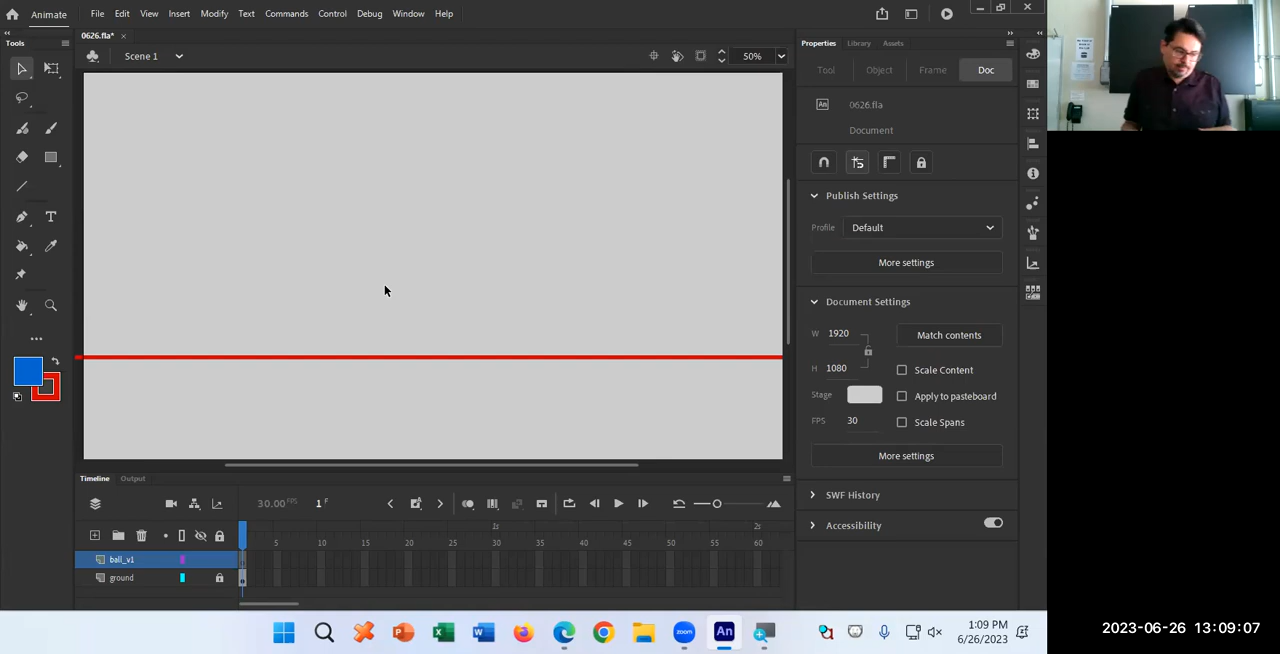 Animate File Edit View Insert Modify Text Commands Control Debug Window Help
0626.fla*
Tools
Scene 1
50%
Properties Library Assets
Tool Object Frame Doc
An 0626.fla
Document
Publish Settings
Profile Default
More settings
Document Settings
W 1920 Match contents
H 1080 Scale Content
Stage Apply to pasteboard
FPS 30 Scale Spans
More settings
SWF History
Accessibility
Timeline Output
30.00 FPS 1 F
1s 2s
5 10 15 20 25 30 35 40 45 50 55 60
ball_v1
ground
1:09 PM
6/26/2023
2023-06-26 13:09:07